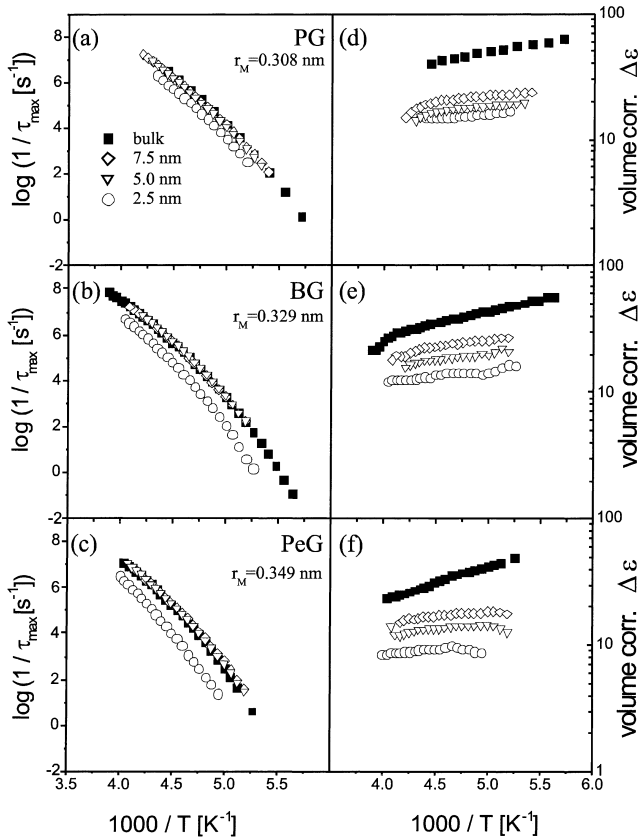 (a) PG
r_M=0.308 nm
8
6
4
2
0
-2
log (1 / τ_max [s⁻¹])
bulk
7.5 nm
5.0 nm
2.5 nm
(d)
100
10
volume corr. Δε
(b) BG
r_M=0.329 nm
8
6
4
2
0
-2
log (1 / τ_max [s⁻¹])
(e)
100
10
volume corr. Δε
(c) PeG
r_M=0.349 nm
8
6
4
2
0
-2
log (1 / τ_max [s⁻¹])
3.5 4.0 4.5 5.0 5.5
1000 / T [K⁻¹]
(f)
100
10
1
volume corr. Δε
4.0 4.5 5.0 5.5 6.0
1000 / T [K⁻¹]